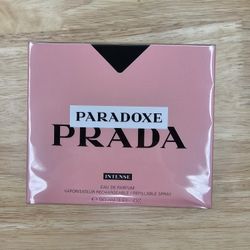 PARADOXE
PRADA
INTENSE
EAU DE PARFUM
VAPORISATEUR RECHARGEABLE / REFILLABLE SPRAY